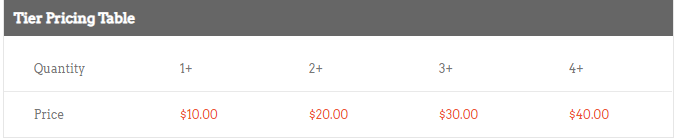 Tier Pricing Table
Quantity 1+ 2+ 3+ 4+
Price $10.00 $20.00 $30.00 $40.00